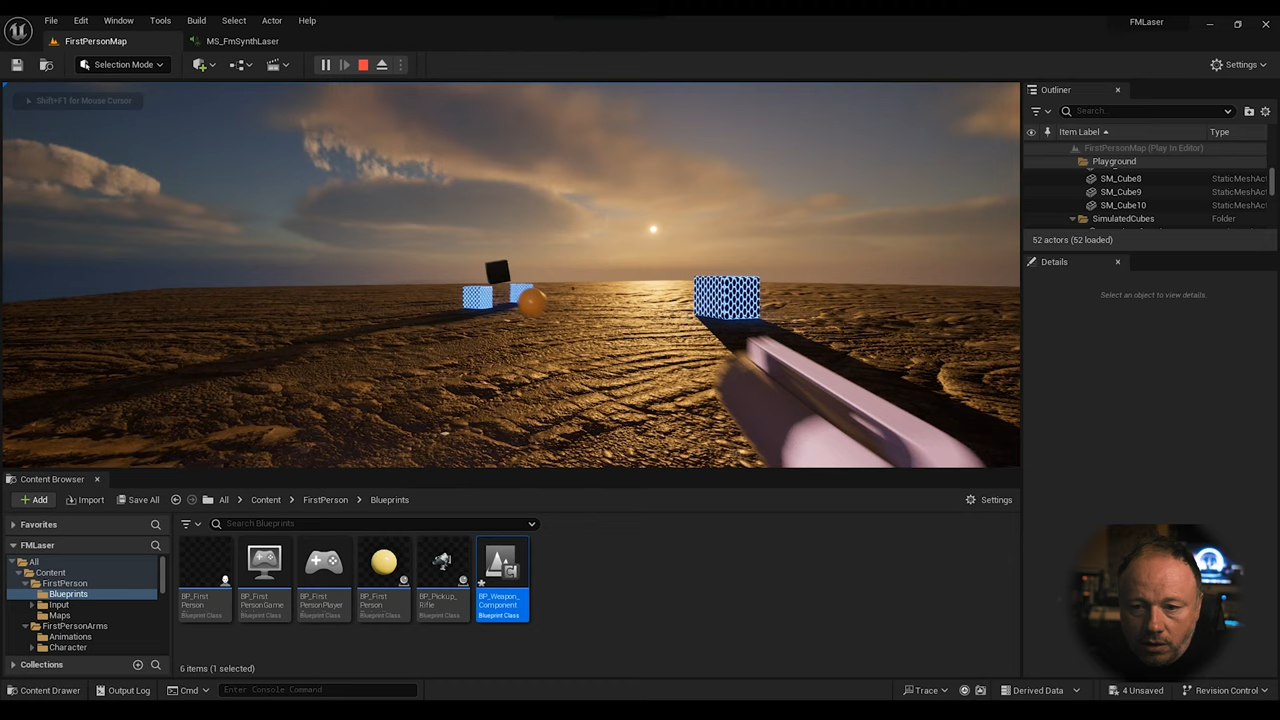 File Edit Window Tools Build Select Actor Help
FMLaser
FirstPersonMap
MS_FmSynthLaser
Selection Mode
Settings
Shift+F1 for Mouse Cursor
Outliner
Search...
Item Label
Type
FirstPersonMap (Play In Editor)
Playground
SM_Cube8 StaticMeshAct
SM_Cube9 StaticMeshAct
SM_Cube10 StaticMeshAct
SimulatedCubes Folder
52 actors (52 loaded)
Details
Select an object to view details.
Content Browser
Add
Import
Save All
All
Content
FirstPerson
Blueprints
Settings
Favorites
Search Blueprints
FMLaser
All
Content
FirstPerson
Blueprints
Input
Maps
FirstPersonArms
Animations
Character
Collections
BP_First
Person
Blueprint Class
BP_First
PersonGame
Blueprint Class
BP_First
PersonPlayer
Blueprint Class
BP_First
Person
Blueprint Class
BP_Pickup_
Rifle
Blueprint Class
BP_Weapon_
Component
Blueprint Class
6 items (1 selected)
Content Drawer
Output Log
Cmd
Enter Console Command
Trace
Derived Data
4 Unsaved
Revision Control